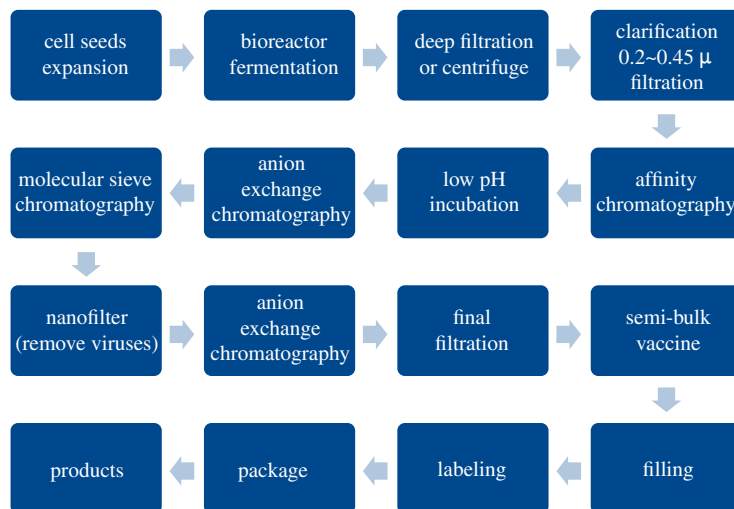 cell seeds
expansion
bioreactor
fermentation
deep filtration
or centrifuge
clarification
0.2~0.45 μ
filtration
molecular sieve
chromatography
anion
exchange
chromatography
low pH
incubation
affinity
chromatography
nanofilter
(remove viruses)
anion
exchange
chromatography
final
filtration
semi-bulk
vaccine
products
package
labeling
filling